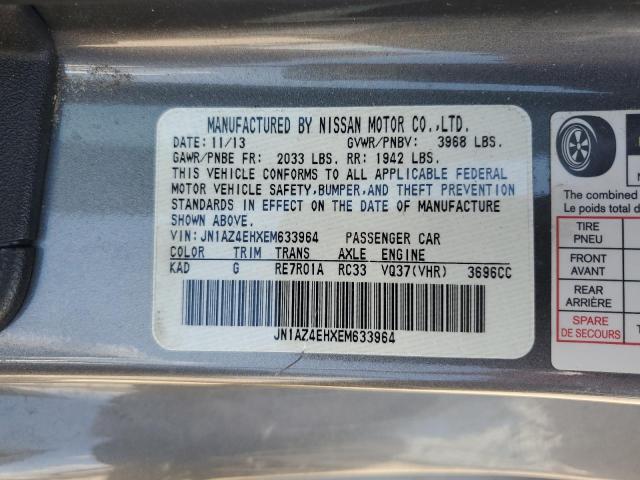 MANUFACTURED BY NISSAN MOTOR CO.,LTD.
DATE: 11/13 GVWR/PNBV: 3968 LBS.
GAWR/PNBE FR: 2033 LBS. RR: 1942 LBS.
THIS VEHICLE CONFORMS TO ALL APPLICABLE FEDERAL
MOTOR VEHICLE SAFETY,BUMPER,AND THEFT PREVENTION
STANDARDS IN EFFECT ON THE DATE OF MANUFACTURE
SHOWN ABOVE.
VIN: JN1AZ4EHXEM633964 PASSENGER CAR
COLOR TRIM TRANS AXLE ENGINE
KAD G RE7R01A RC33 VQ37(VHR) 3696CC
JN1AZ4EHXEM633964
The combined
Le poids total d
TIRE
PNEU
FRONT
AVANT
REAR
ARRIÈRE
SPARE
DE SECOURS